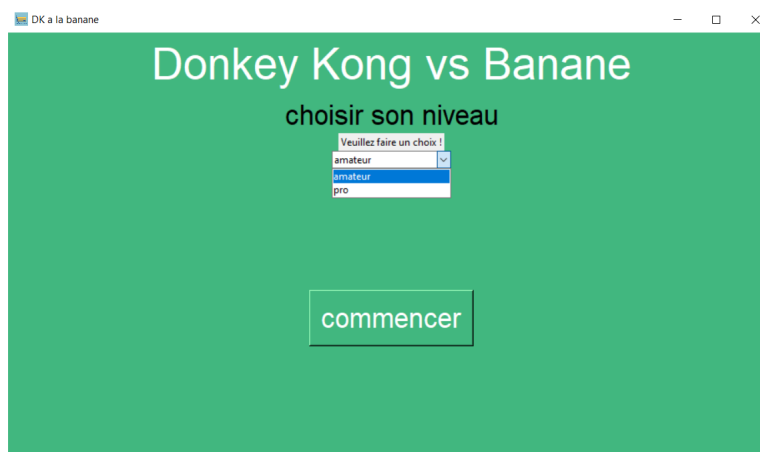 DK a la banane
Donkey Kong vs Banane
choisir son niveau
Veuillez faire un choix !
amateur
amateur
pro
commencer